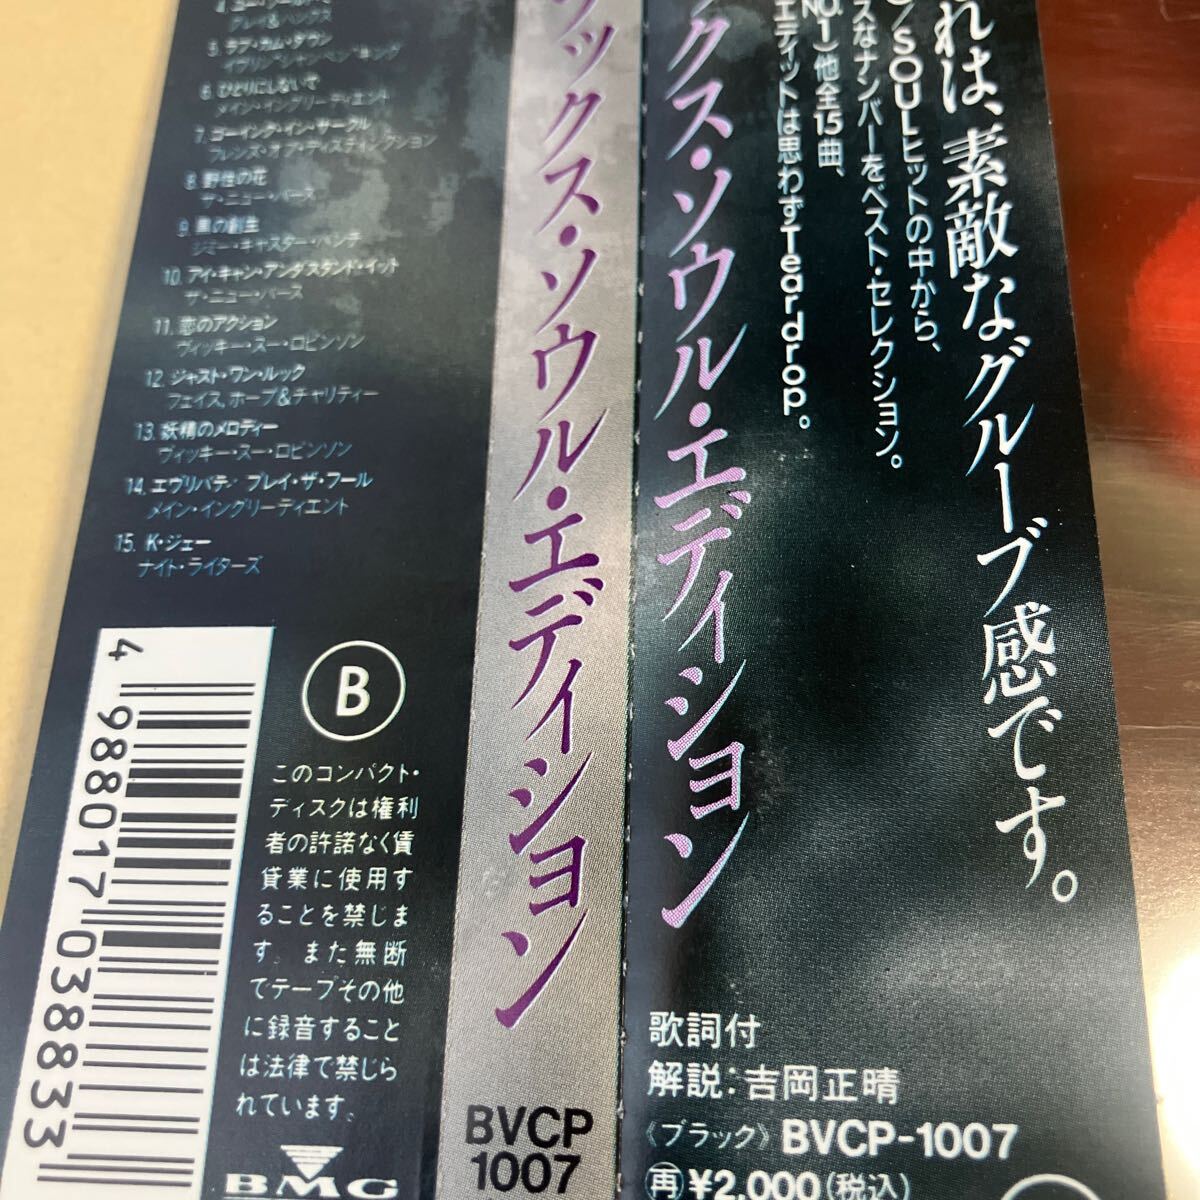 れは、素敵なグルーブ感です。
/SOULヒットの中から、
スなナンバーをベスト・セレクション。
NO.1)他全15曲、
エディットは思わずTeardrop。
クス・ソウル・エディション
歌詞付
解説:吉岡正晴
〈ブラック〉BVCP-1007
再¥2,000(税込)
ックス・ソウル・エディション
BVCP
1007
グレイ&ハンクス
5. ラブ・カム・ダウン
イヴリン・シャンペン・キング
6. ひとりにしないで
メイン・イングリーディエント
7. ゴーイング・イン・サークル
フレンズ・オブ・ディスティンクション
8. 野性の花
ザ・ニュー・バース
9. 黒の創生
ジミー・キャスター・バンチ
10. アイ・キャン・アンダスタンド・イット
ザ・ニュー・バース
11. 恋のアクション
ヴィッキー・スー・ロビンソン
12. ジャスト・ワン・ルック
フェイス、ホープ&チャリティー
13. 妖精のメロディー
ヴィッキー・スー・ロビンソン
14. エヴリバディ プレイ・ザ・フール
メイン・イングリーディエント
15. K・ジェー
ナイト・ライターズ
B
このコンパクト・
ディスクは権利
者の許諾なく賃
貸業に使用す
ることを禁じま
す。また無断
でテープその他
に録音すること
は法律で禁じら
れています。
4 988017 038833
BMG